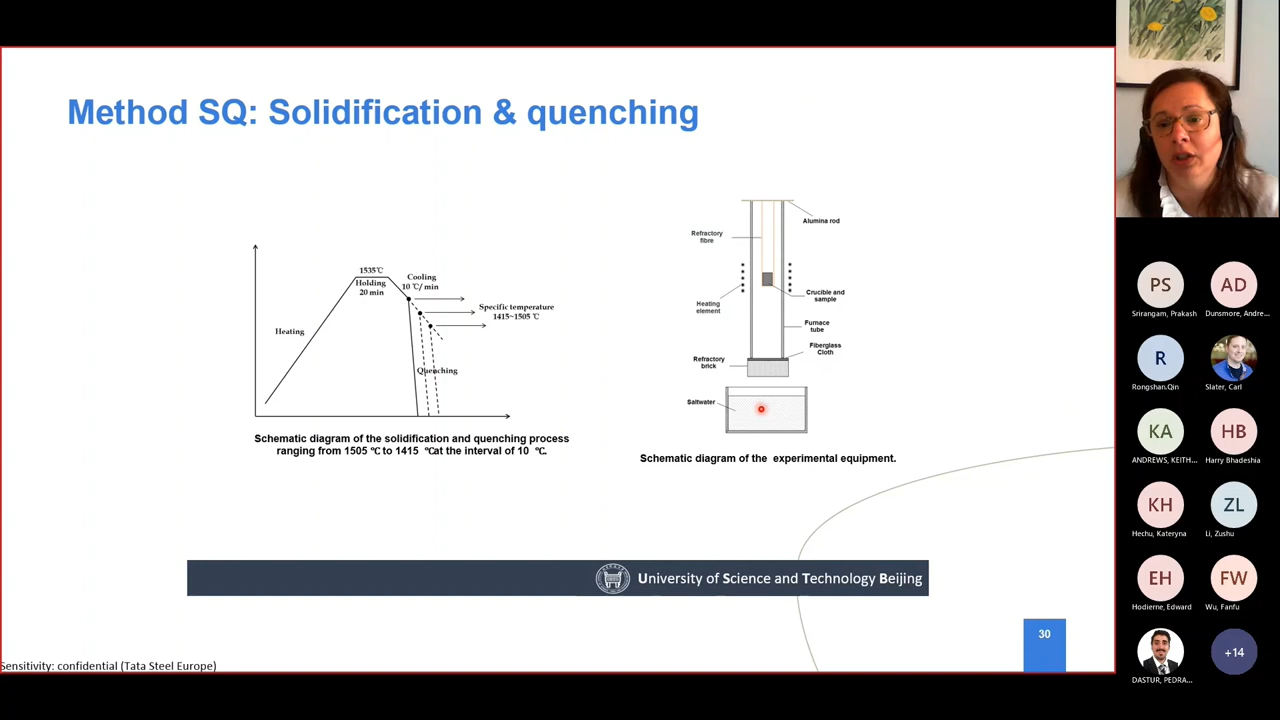 Method SQ: Solidification & quenching
1535℃
Holding
20 min
Cooling
10 ℃/ min
Heating
Specific temperature
1415~1505 ℃
Quenching
Schematic diagram of the solidification and quenching process
ranging from 1505 ℃ to 1415 ℃at the interval of 10 ℃.
Alumina rod
Refractory
fibre
Heating
element
Crucible and
sample
Furnace
tube
Fiberglass
Cloth
Refractory
brick
Saltwater
Schematic diagram of the experimental equipment.
University of Science and Technology Beijing
30
Sensitivity: confidential (Tata Steel Europe)
PS
Srirangam, Prakash
AD
Dunsmore, Andre...
R
Rongshan.Qin
Slater, Carl
KA
ANDREWS, KEITH...
HB
Harry Bhadeshia
KH
Hechu, Kateryna
ZL
Li, Zushu
EH
Hodierne, Edward
FW
Wu, Fanfu
DASTUR, PEDRA...
+14